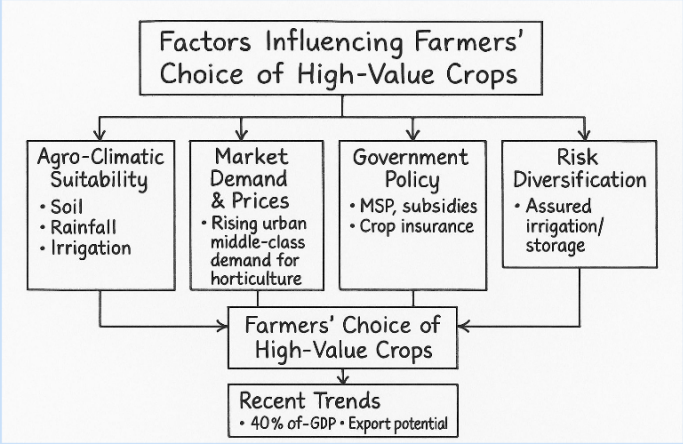 Factors Influencing Farmers'
Choice of High-Value Crops
Agro-Climatic
Suitability
• Soil
• Rainfall
• Irrigation
Market
Demand
& Prices
• Rising urban
middle-class
demand for
horticulture
Government
Policy
• MSP, subsidies
• Crop insurance
Risk
Diversification
• Assured
irrigation/
storage
Farmers' Choice of
High-Value Crops
Recent Trends
• 40% of-GDP • Export potential